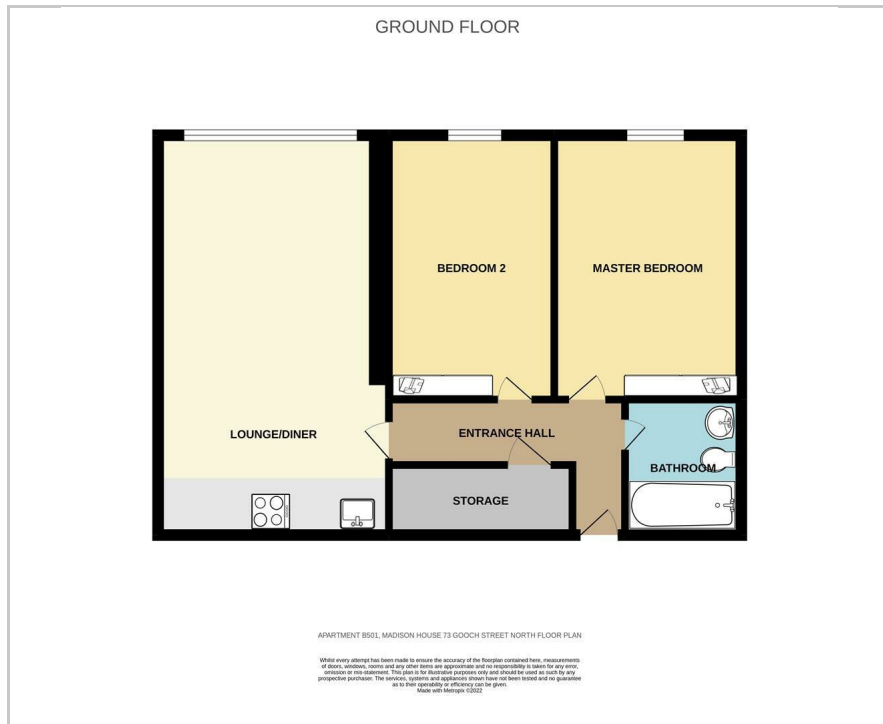 GROUND FLOOR
BEDROOM 2
MASTER BEDROOM
LOUNGE/DINER
ENTRANCE HALL
BATHROOM
STORAGE
APARTMENT B501, MADISON HOUSE 73 GOOCH STREET NORTH FLOOR PLAN
Whilst every attempt has been made to ensure the accuracy of the floorplan contained here, measurements
of doors, windows, rooms and any other items are approximate and no responsibility is taken for any error,
omission or mis-statement. This plan is for illustrative purposes only and should be used as such by any
prospective purchaser. The services, systems and appliances shown have not been tested and no guarantee
as to their operability or efficiency can be given.
Made with Metropix ©2022